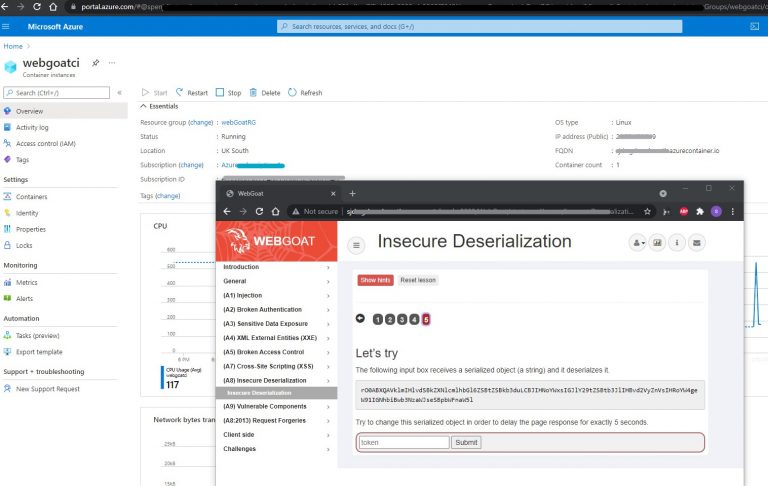 portal.azure.com/#@spen
Groups/webgoatci/o
Microsoft Azure
Search resources, services, and docs (G+/)
Home >
webgoatci
Container instances
Search (Ctrl+/)
Start Restart Stop Delete Refresh
Overview
Activity log
Access control (IAM)
Tags
Settings
Containers
Identity
Properties
Locks
Monitoring
Metrics
Alerts
Automation
Tasks (preview)
Export template
Support + troubleshooting
New Support Request
Essentials
Resource group (change) : webGoatRG
Status : Running
Location : UK South
Subscription (change) :
Subscription ID :
Tags (change)
OS type : Linux
IP address (Public) :
FQDN : azurecontainer.io
Container count : 1
CPU
600
500
400
300
200
100
0
6 PM
CPU Usage (Avg)
webgoatci
117
Network bytes tran
25kB
20kB
15kB
WebGoat
Not secure
WEBGOAT
Introduction
General
(A1) Injection
(A2) Broken Authentication
(A3) Sensitive Data Exposure
(A4) XML External Entities (XXE)
(A5) Broken Access Control
(A7) Cross-Site Scripting (XSS)
(A8) Insecure Deserialization
Insecure Deserialization
(A9) Vulnerable Components
(A8:2013) Request Forgeries
Client side
Challenges
Insecure Deserialization
Show hints Reset lesson
1 2 3 4 5
Let's try
The following input box receives a serialized object (a string) and it deserialzes it.
Try to change this serialized object in order to delay the page response for exactly 5 seconds.
token Submit